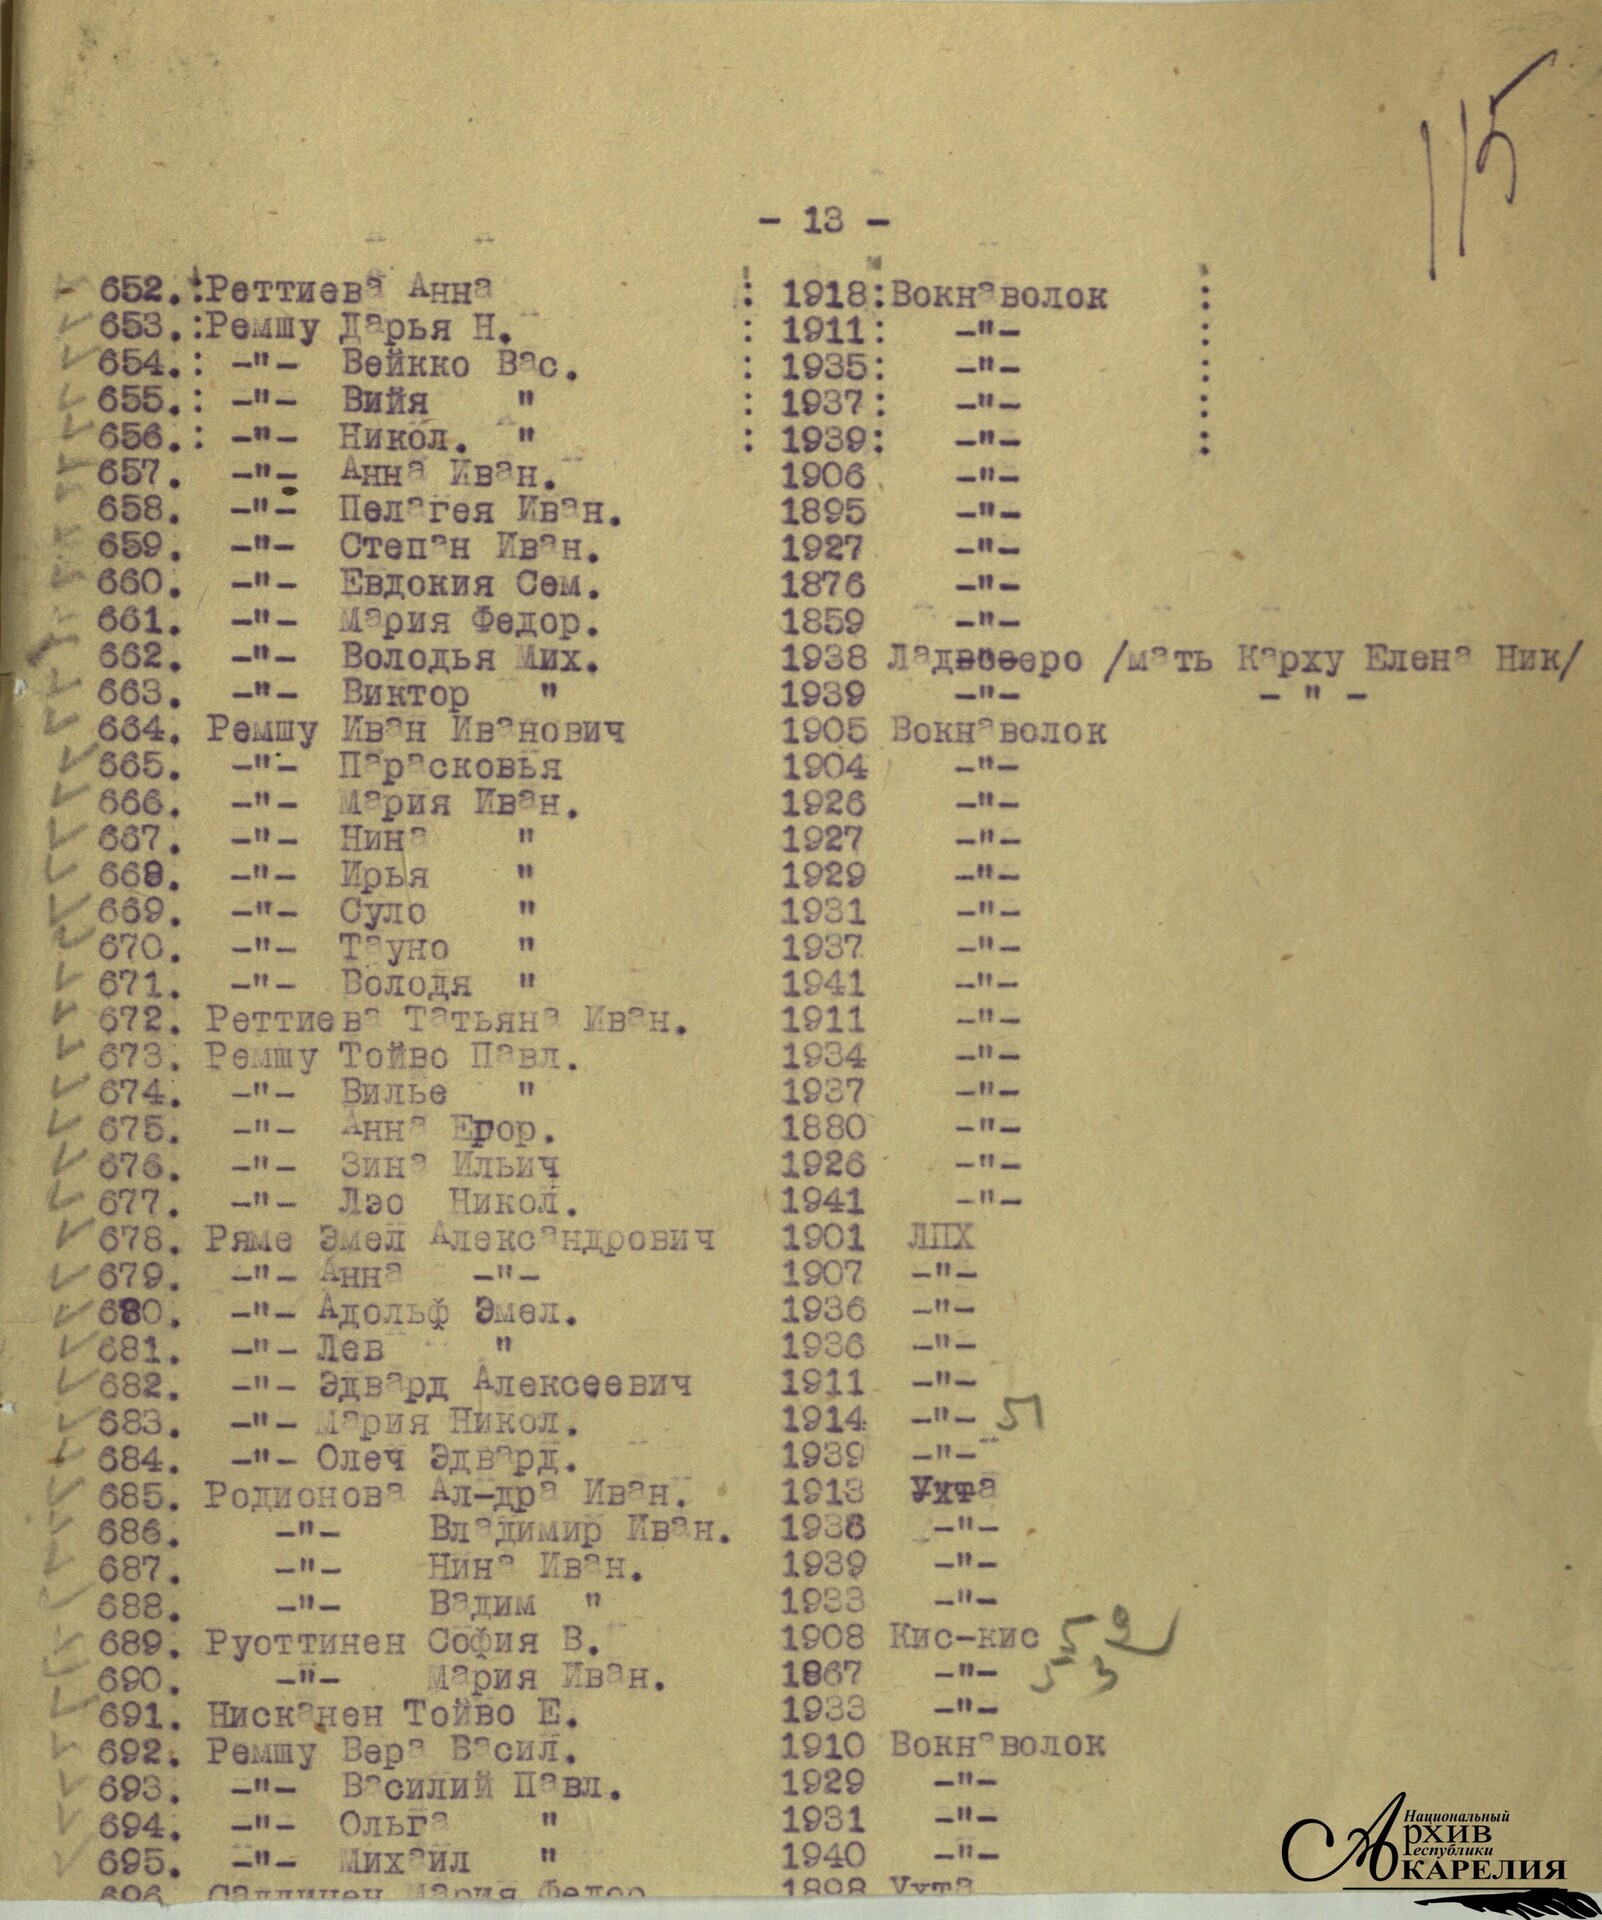 115
- 13 -
652. : Реттиева Анна : 1918 : Вокнаволок :
653. : Ремшу Дарья Н. : 1911 : -"- :
654. : -"- Вейкко Вас. : 1935 : -"- :
655. : -"- Вийя " : 1937 : -"- :
656. : -"- Никол. " : 1939 : -"- :
657. -"- Анна Иван. 1906 -"-
658. -"- Пелагея Иван. 1895 -"-
659. -"- Степан Иван. 1927 -"-
660. -"- Евдокия Сем. 1876 -"-
661. -"- Мария Федор. 1859 -"-
662. -"- Володья Мих. 1938 Ладвозеро /мать Карху Елена Ник/
663. -"- Виктор " 1939 -"- - " -
664. Ремшу Иван Иванович 1905 Вокнаволок
665. -"- Парасковья 1904 -"-
666. -"- Мария Иван. 1926 -"-
667. -"- Нина " 1927 -"-
668. -"- Ирья " 1929 -"-
669. -"- Суло " 1931 -"-
670. -"- Тауно " 1937 -"-
671. -"- Володя " 1941 -"-
672. Реттиева Татьяна Иван. 1911 -"-
673. Ремшу Тойво Павл. 1934 -"-
674. -"- Вилье " 1937 -"-
675. -"- Анна Егор. 1880 -"-
676. -"- Зина Ильич 1926 -"-
677. -"- Лэо Никол. 1941 -"-
678. Ряме Эмел Александрович 1901 ЛПХ
679. -"- Анна -"- 1907 -"-
680. -"- Адольф Эмел. 1936 -"-
681. -"- Лев " 1936 -"-
682. -"- Эдвард Алексеевич 1911 -"-
683. -"- Мария Никол. 1914 -"- 51
684. -"- Олеч Эдвард. 1939 -"-
685. Родионова Ал-дра Иван. 1913 Ухта
686. -"- Владимир Иван. 1936 -"-
687. -"- Нина Иван. 1939 -"-
688. -"- Вадим " 1933 -"-
689. Руоттинен София В. 1908 Кис-кис 52
690. -"- Мария Иван. 1867 -"- 53
691. Нисканен Тойво Е. 1933 -"-
692. Ремшу Вера Васил. 1910 Вокнаволок
693. -"- Василий Павл. 1929 -"-
694. -"- Ольга " 1931 -"-
695. -"- Михаил " 1940 -"-
696. Мария Федор 1898 Ухта
Национальный
Архив
Республики
КАРЕЛИЯ